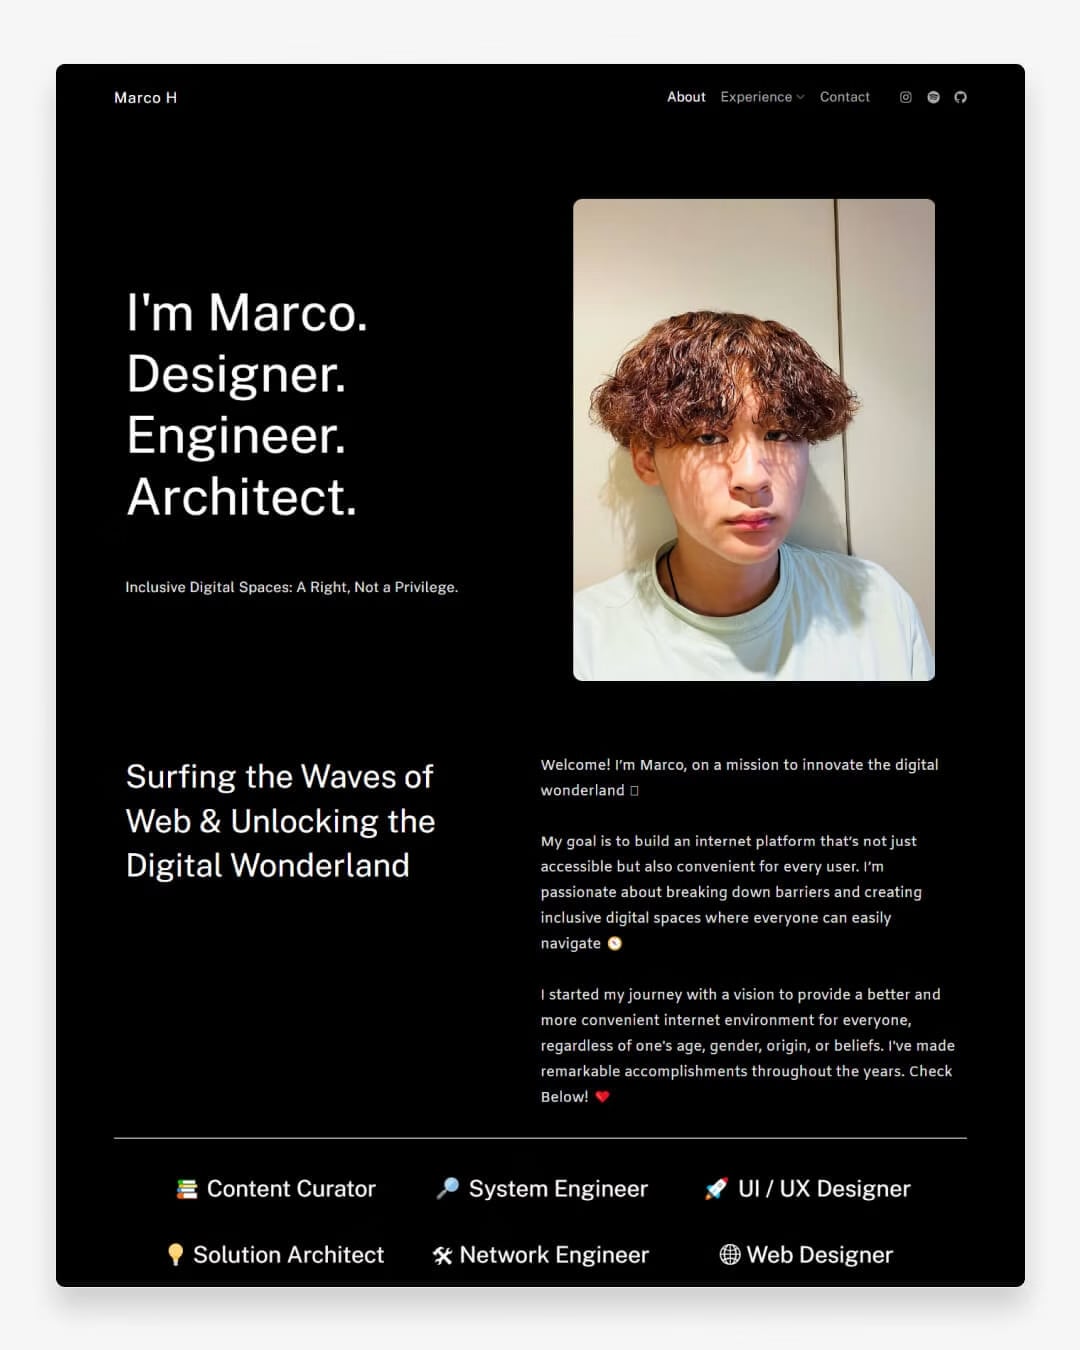 Marco H
About Experience Contact
I'm Marco.
Designer.
Engineer.
Architect.
Inclusive Digital Spaces: A Right, Not a Privilege.
Surfing the Waves of
Web & Unlocking the
Digital Wonderland
Welcome! I’m Marco, on a mission to innovate the digital
wonderland
My goal is to build an internet platform that’s not just
accessible but also convenient for every user. I’m
passionate about breaking down barriers and creating
inclusive digital spaces where everyone can easily
navigate 🧭
I started my journey with a vision to provide a better and
more convenient internet environment for everyone,
regardless of one's age, gender, origin, or beliefs. I've made
remarkable accomplishments throughout the years. Check
Below! ❤️
📚 Content Curator
🔎 System Engineer
🚀 UI / UX Designer
💡 Solution Architect
🛠 Network Engineer
🌐 Web Designer